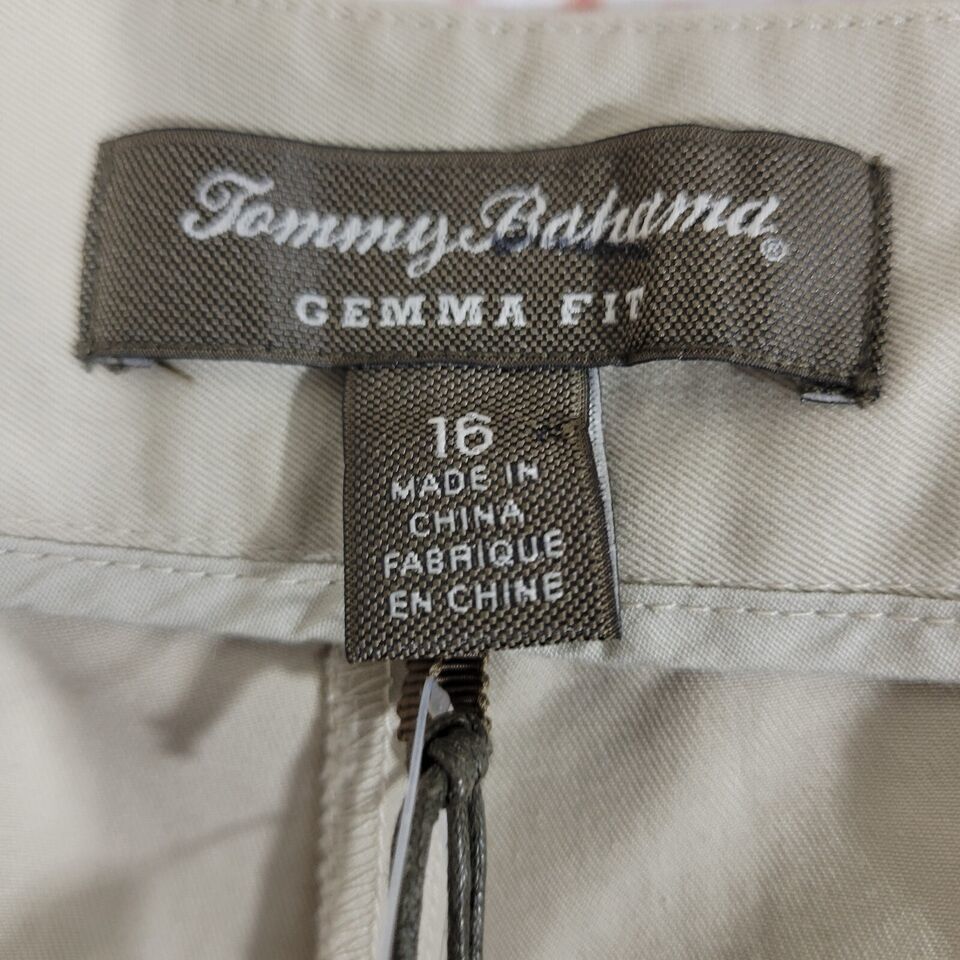 Tommy Bahama®
GEMMA FIT
16
MADE IN
CHINA
FABRIQUE
EN CHINE